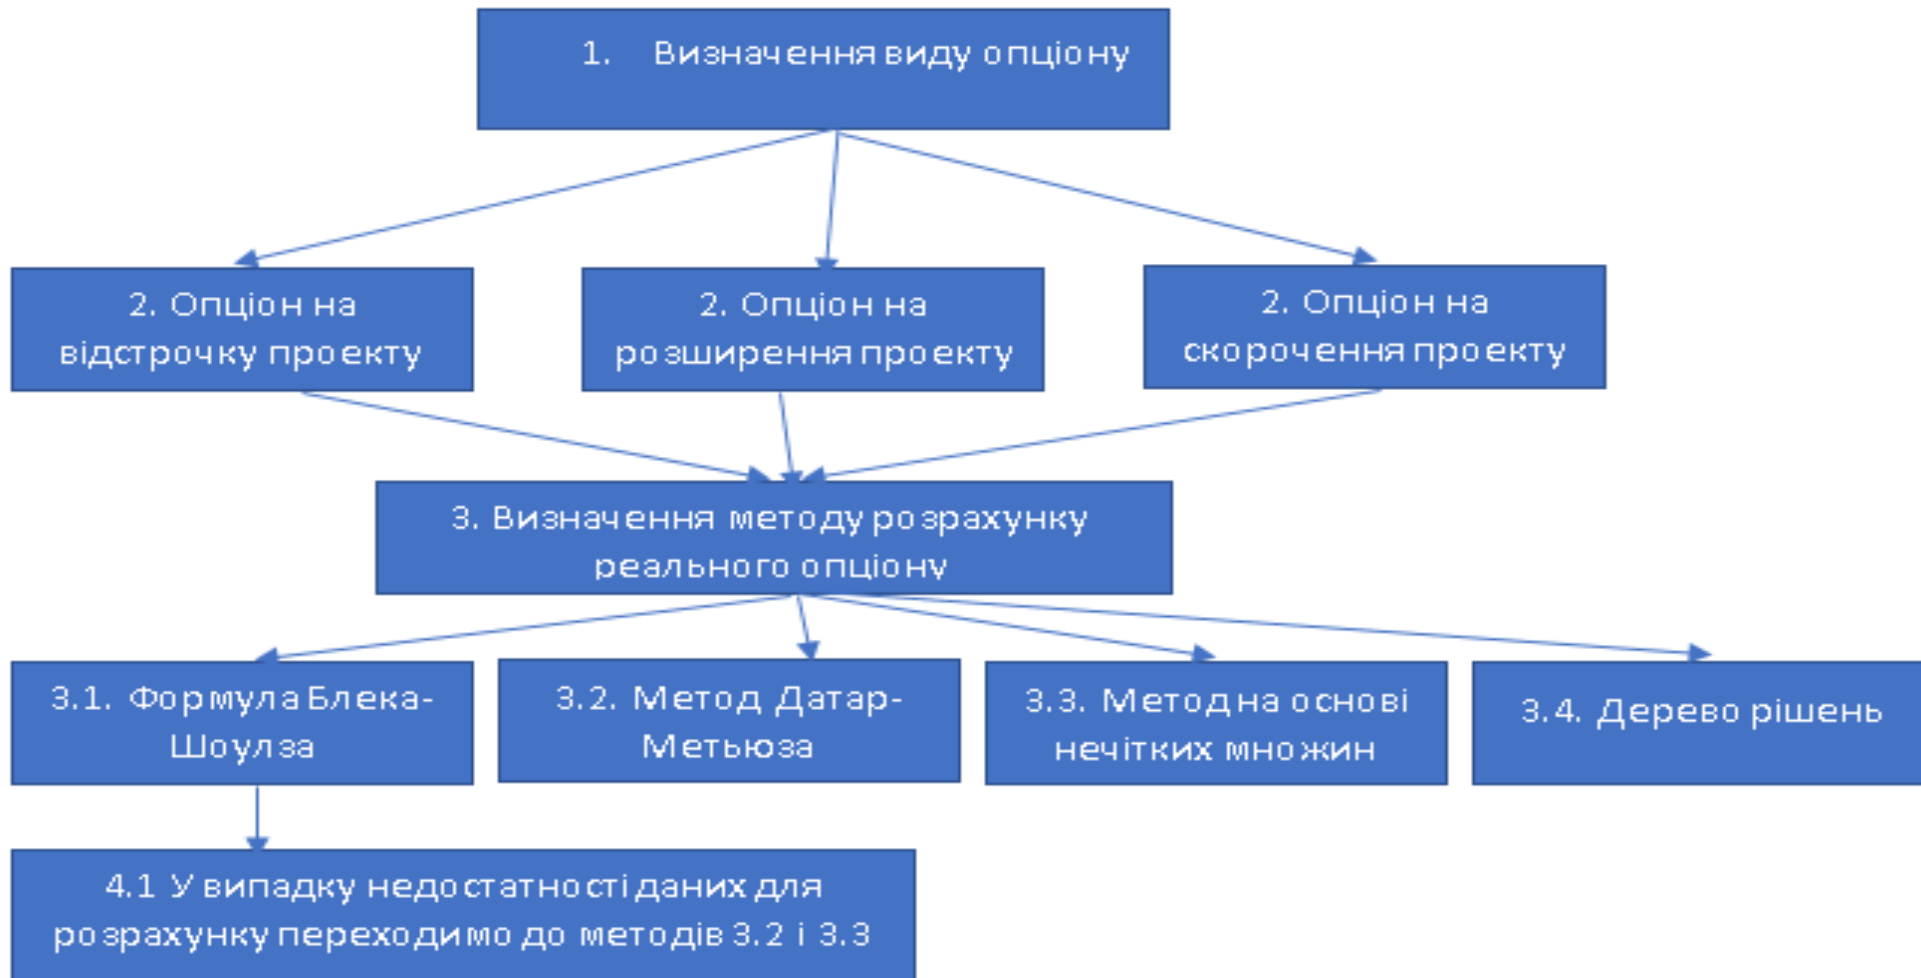 1. Визначення виду опціону
2. Опціон на
відстрочку проекту
2. Опціон на
розширення проекту
2. Опціон на
скорочення проекту
3. Визначення методу розрахунку
реального опціону
3.1. Формула Блека-
Шоулза
3.2. Метод Датар-
Метьюза
3.3. Метод на основі
нечітких множин
3.4. Дерево рішень
4.1 У випадку недостатності даних для
розрахунку переходимо до методів 3.2 і 3.3